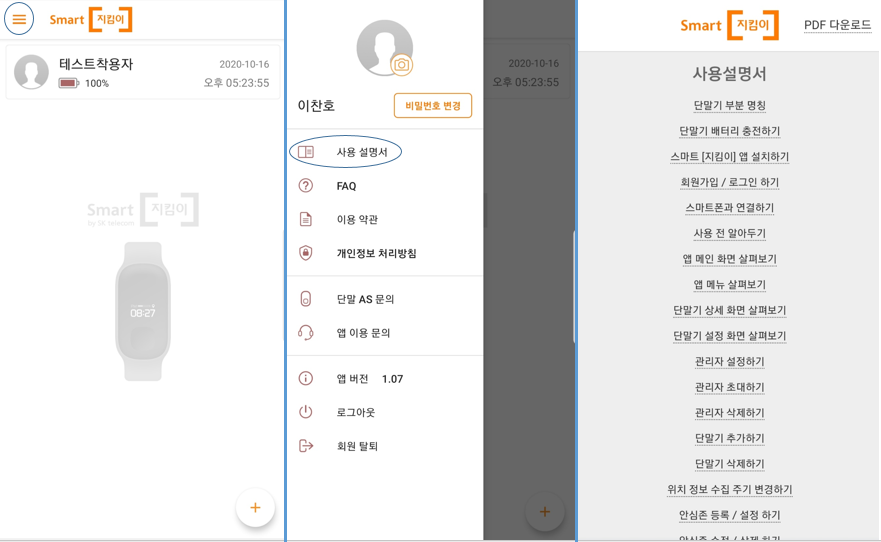 Smart [지킴이]
테스트착용자
2020-10-16
100%
오후 05:23:55
Smart [지킴이]
by SK telecom
08:27
+
이찬호
비밀번호 변경
사용 설명서
FAQ
이용 약관
개인정보 처리방침
단말 AS 문의
앱 이용 문의
앱 버전 1.07
로그아웃
회원 탈퇴
2020-10-16
오후 05:23:55
+
Smart [지킴이]
PDF 다운로드
사용설명서
단말기 부분 명칭
단말기 배터리 충전하기
스마트 [지킴이] 앱 설치하기
회원가입 / 로그인 하기
스마트폰과 연결하기
사용 전 알아두기
앱 메인 화면 살펴보기
앱 메뉴 살펴보기
단말기 상세 화면 살펴보기
단말기 설정 화면 살펴보기
관리자 설정하기
관리자 초대하기
관리자 삭제하기
단말기 추가하기
단말기 삭제하기
위치 정보 수집 주기 변경하기
안심존 등록 / 설정 하기
안심존 수정 / 삭제 하기